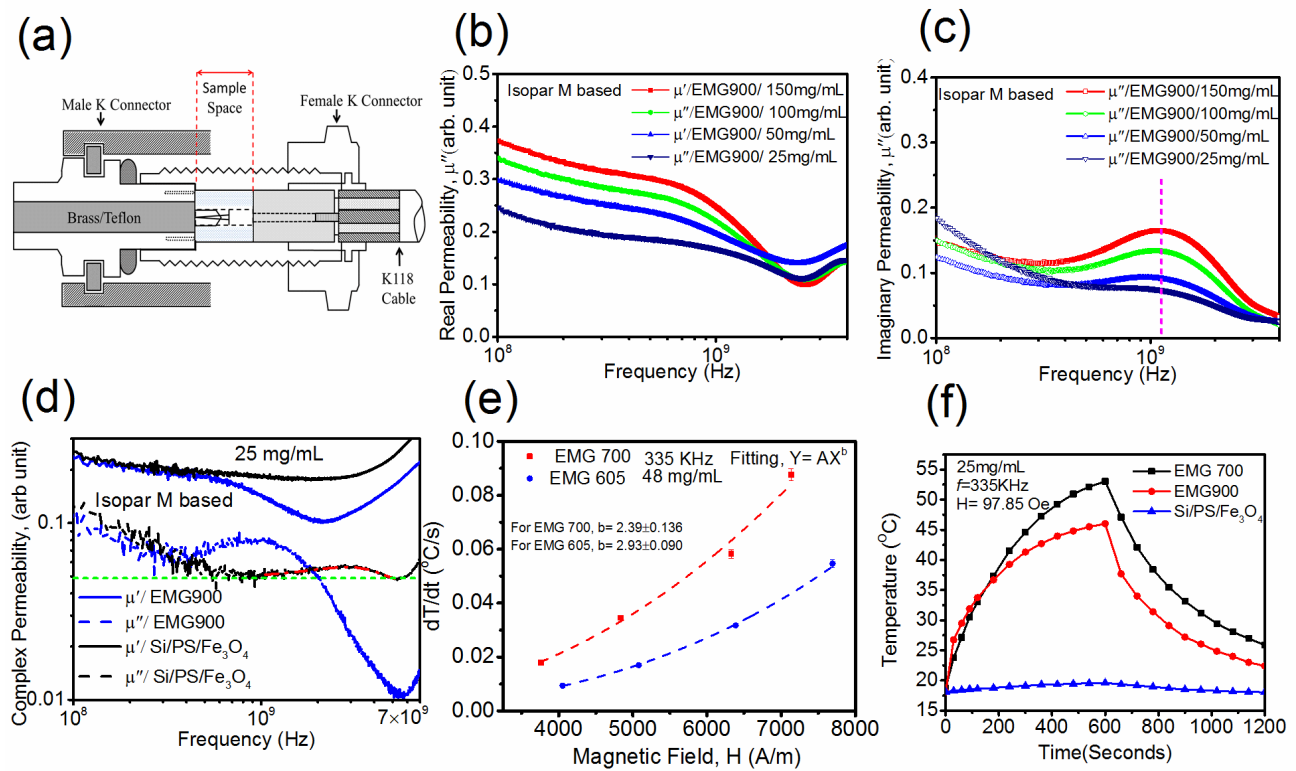 (a)
Sample
Space
Male K Connector
Female K Connector
Brass/Teflon
K118
Cable
(b)
Real Permeability, μ″(arb. unit)
0.5
0.4
0.3
0.2
0.1
0.0
Isopar M based
μ′/EMG900/ 150mg/mL
μ′/EMG900/ 100mg/mL
μ′/EMG900/ 50mg/mL
μ′/EMG900/ 25mg/mL
10⁸
10⁹
Frequency (Hz)
(c)
Imaginary Permeability, μ″(arb. unit)
0.4
0.3
0.2
0.1
0.0
Isopar M based
μ″/EMG900/150mg/mL
μ″/EMG900/100mg/mL
μ″/EMG900/50mg/mL
μ″/EMG900/25mg/mL
10⁸
10⁹
Frequency (Hz)
(d)
Complex Permeability, (arb unit)
0.1
0.01
25 mg/mL
Isopar M based
μ′/ EMG900
μ″/ EMG900
μ′/ Si/PS/Fe₃O₄
μ″/ Si/PS/Fe₃O₄
10⁸
10⁹
7×10⁹
Frequency (Hz)
(e)
dT/dt (°C/s)
0.10
0.08
0.06
0.04
0.02
0.00
EMG 700 335 KHz Fitting, Y= AXᵇ
EMG 605 48 mg/mL
For EMG 700, b= 2.39±0.136
For EMG 605, b= 2.93±0.090
4000
5000
6000
7000
8000
Magnetic Field, H (A/m)
(f)
Temperature (°C)
60
55
50
45
40
35
30
25
20
15
25mg/mL
f=335KHz
H= 97.85 Oe
EMG 700
EMG900
Si/PS/Fe₃O₄
0
200
400
600
800
1000
1200
Time(Seconds)